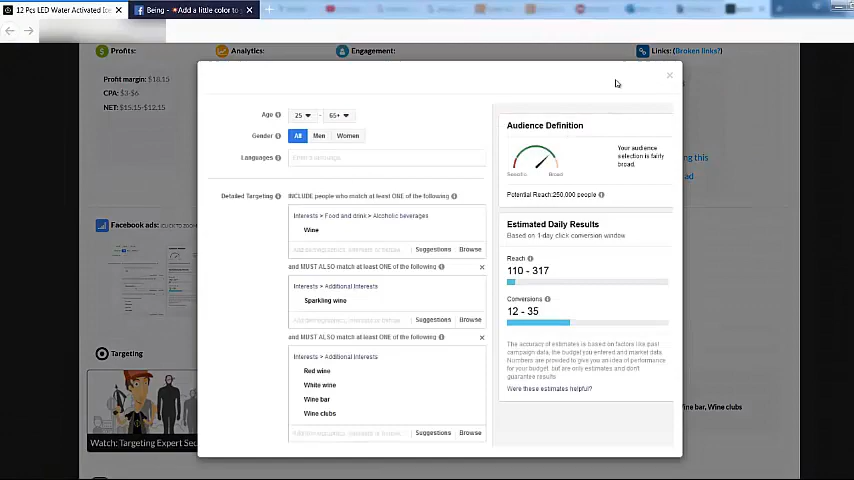 12 Pcs LED Water Activated Ice
Being - Add a little color to y
Profits:
Analytics:
Engagement:
Links: (Broken links?)
Profit margin: $18.15
CPA: $3-$6
NET: $15.15-$12.15
Age
25
65+
Gender
All
Men
Women
Languages
Detailed Targeting
INCLUDE people who match at least ONE of the following
Interests > Food and drink > Alcoholic beverages
Wine
Suggestions
Browse
and MUST ALSO match at least ONE of the following
Interests > Additional Interests
Sparkling wine
Suggestions
Browse
and MUST ALSO match at least ONE of the following
Interests > Additional Interests
Red wine
White wine
Wine bar
Wine clubs
Suggestions
Browse
Audience Definition
Your audience
selection is fairly
broad.
Specific
Broad
Potential Reach:250,000 people
Estimated Daily Results
Based on 1-day click conversion window
Reach
110 - 317
Conversions
12 - 35
The accuracy of estimates is based on factors like past
campaign data, the budget you entered and market data.
Numbers are provided to give you an idea of performance
for your budget, but are only estimates and don't
guarantee results
Were these estimates helpful?
ing this
ad
Facebook ads: (CLICK TO ZOOM
Targeting
Watch: Targeting Expert Sec
ine bar, Wine clubs